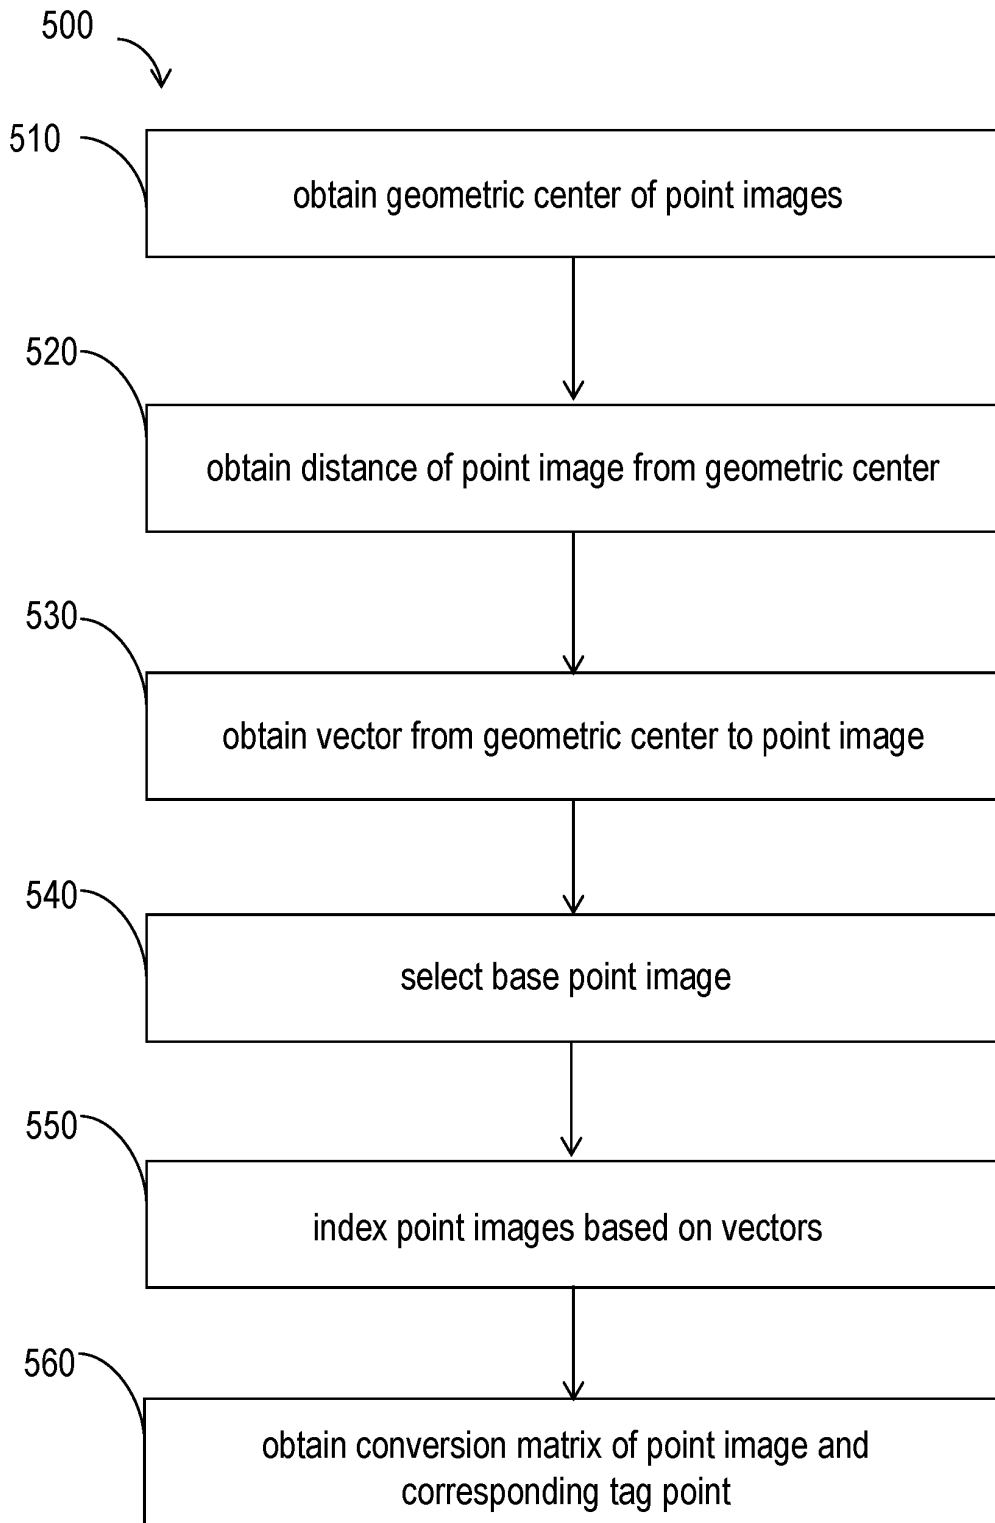 500
510
obtain geometric center of point images
520
obtain distance of point image from geometric center
530
obtain vector from geometric center to point image
540
select base point image
550
index point images based on vectors
560
obtain conversion matrix of point image and
corresponding tag point